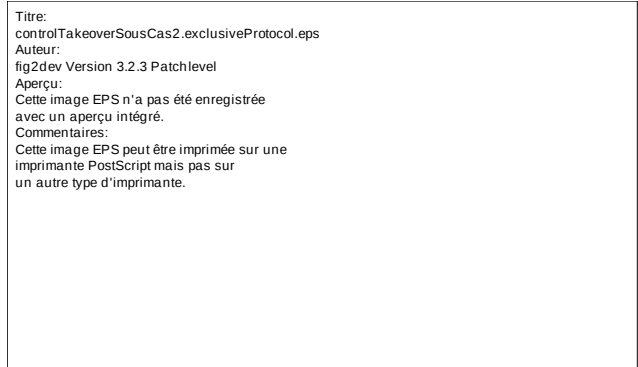 Titre:
controlTakeoverSousCas2.exclusiveProtocol.eps
Auteur:
fig2dev Version 3.2.3 Patchlevel
Aperçu:
Cette image EPS n'a pas été enregistrée
avec un aperçu intégré.
Commentaires:
Cette image EPS peut être imprimée sur une
imprimante PostScript mais pas sur
un autre type d'imprimante.